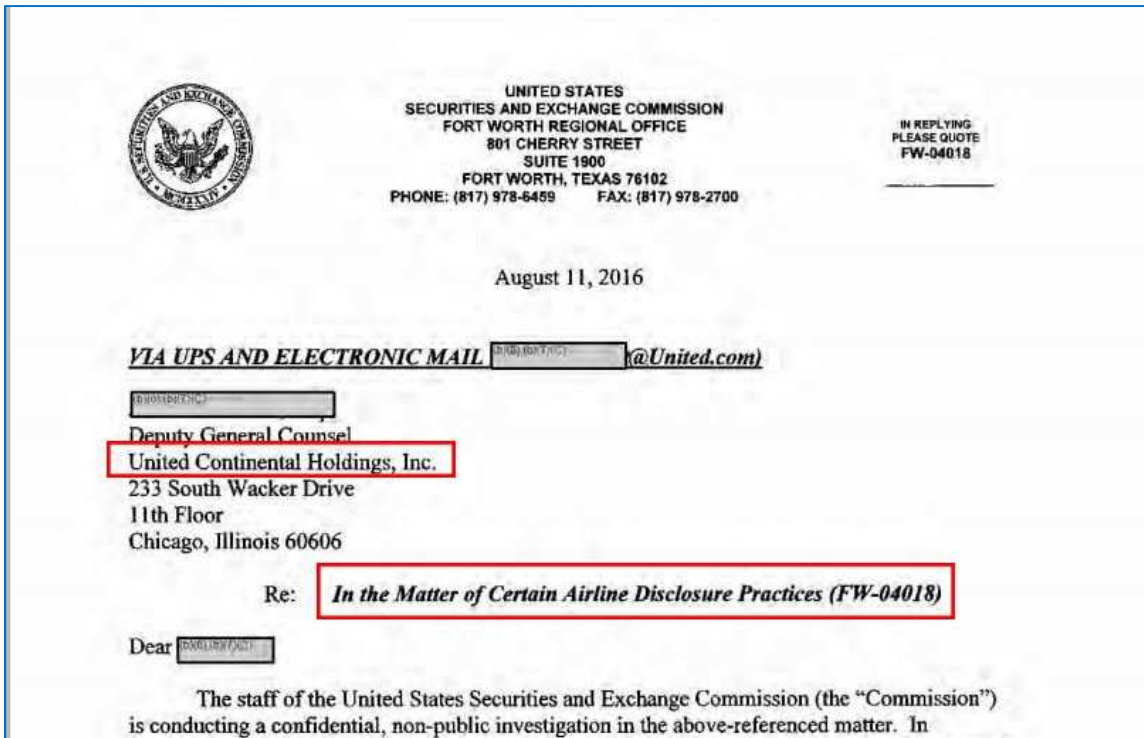 UNITED STATES
SECURITIES AND EXCHANGE COMMISSION
FORT WORTH REGIONAL OFFICE
801 CHERRY STREET
SUITE 1900
FORT WORTH, TEXAS 76102
PHONE: (817) 978-6459 FAX: (817) 978-2700
IN REPLYING
PLEASE QUOTE
FW-04018
August 11, 2016
VIA UPS AND ELECTRONIC MAIL (@United.com)
Deputy General Counsel
United Continental Holdings, Inc.
233 South Wacker Drive
11th Floor
Chicago, Illinois 60606
Re: In the Matter of Certain Airline Disclosure Practices (FW-04018)
Dear
The staff of the United States Securities and Exchange Commission (the “Commission”)
is conducting a confidential, non-public investigation in the above-referenced matter. In